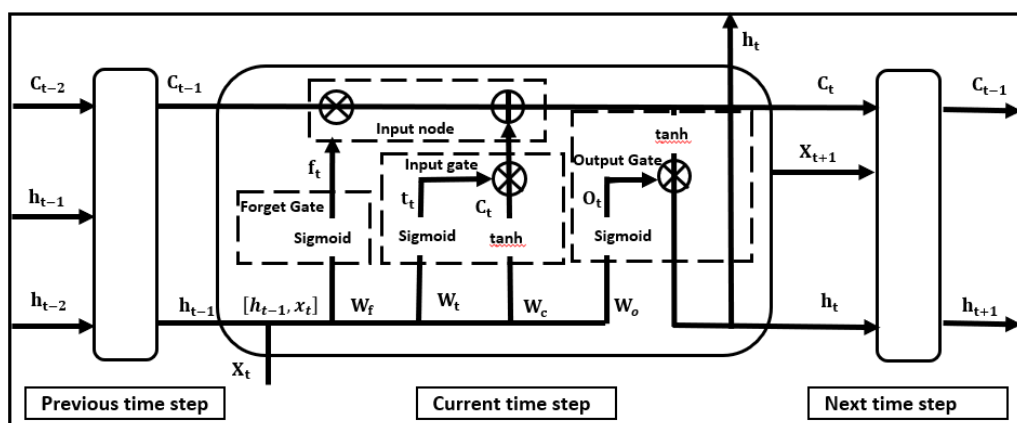 h_t
C_{t-2}
C_{t-1}
C_t
C_{t-1}
Input node
tanh
X_{t+1}
f_t
Input gate
Output Gate
h_{t-1}
t_t
C_t
O_t
Forget Gate
Sigmoid
Sigmoid
tanh
Sigmoid
h_{t-2}
h_{t-1}
[h_{t-1}, x_t]
W_f
W_t
W_c
W_o
h_t
h_{t+1}
X_t
Previous time step
Current time step
Next time step